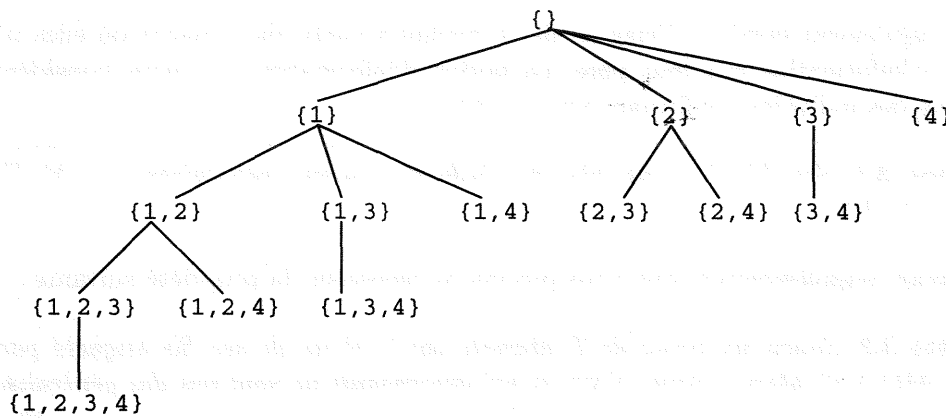 {}
{1} {2} {3} {4}
{1,2} {1,3} {1,4} {2,3} {2,4} {3,4}
{1,2,3} {1,2,4} {1,3,4}
{1,2,3,4}